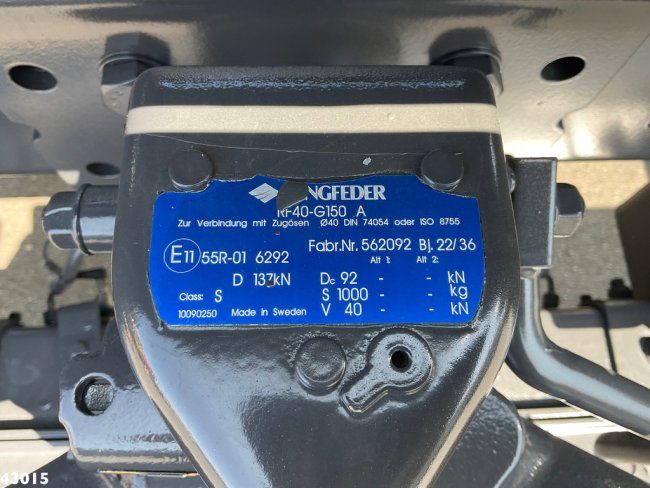 NGFEDER
RF40-G150 A
Zur Verbindung mit Zugösen Ø40 DIN 74054 oder ISO 8755
E11 55R-01 6292 Fabr.Nr. 562092 Bj. 22/36
Alt 1: Alt 2:
D 137kN Dc 92 - - kN
Class: S S 1000 - - kg
10090250 Made in Sweden V 40 - - kN
43015